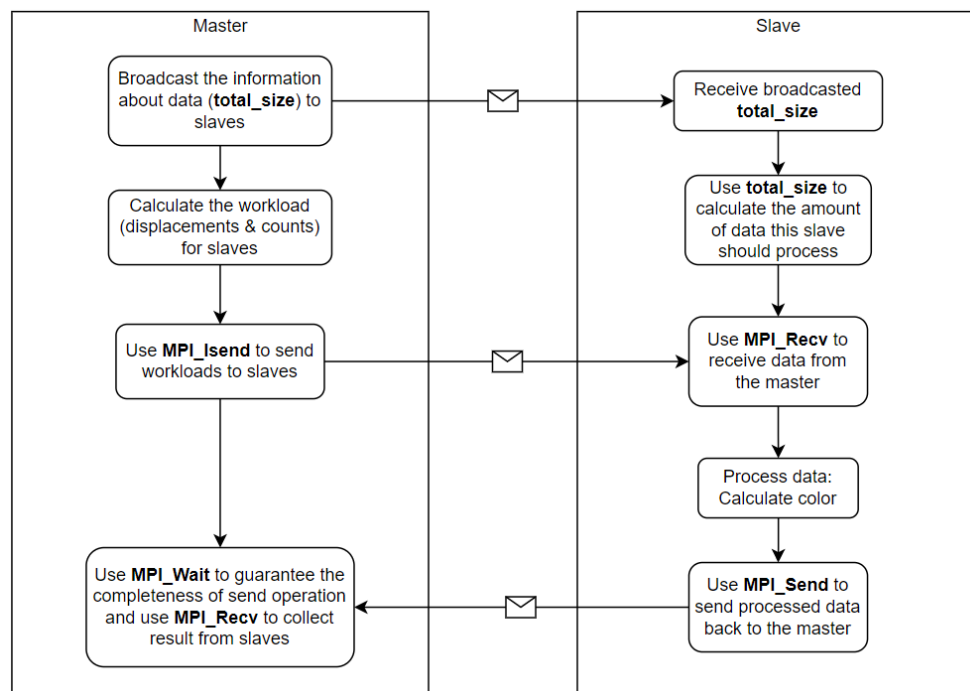 Master
Broadcast the information
about data (total_size) to
slaves
Calculate the workload
(displacements & counts)
for slaves
Use MPI_Isend to send
workloads to slaves
Use MPI_Wait to guarantee the
completeness of send operation
and use MPI_Recv to collect
result from slaves
Slave
Receive broadcasted
total_size
Use total_size to
calculate the amount
of data this slave
should process
Use MPI_Recv to
receive data from
the master
Process data:
Calculate color
Use MPI_Send to
send processed data
back to the master